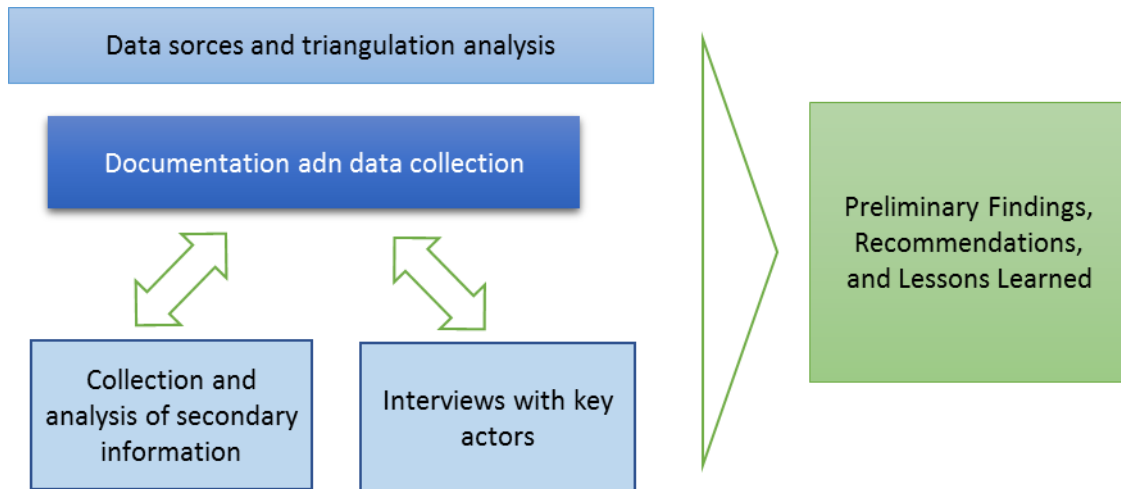 Data sorces and triangulation analysis
Documentation adn data collection
Collection and
analysis of secondary
information
Interviews with key
actors
Preliminary Findings,
Recommendations,
and Lessons Learned